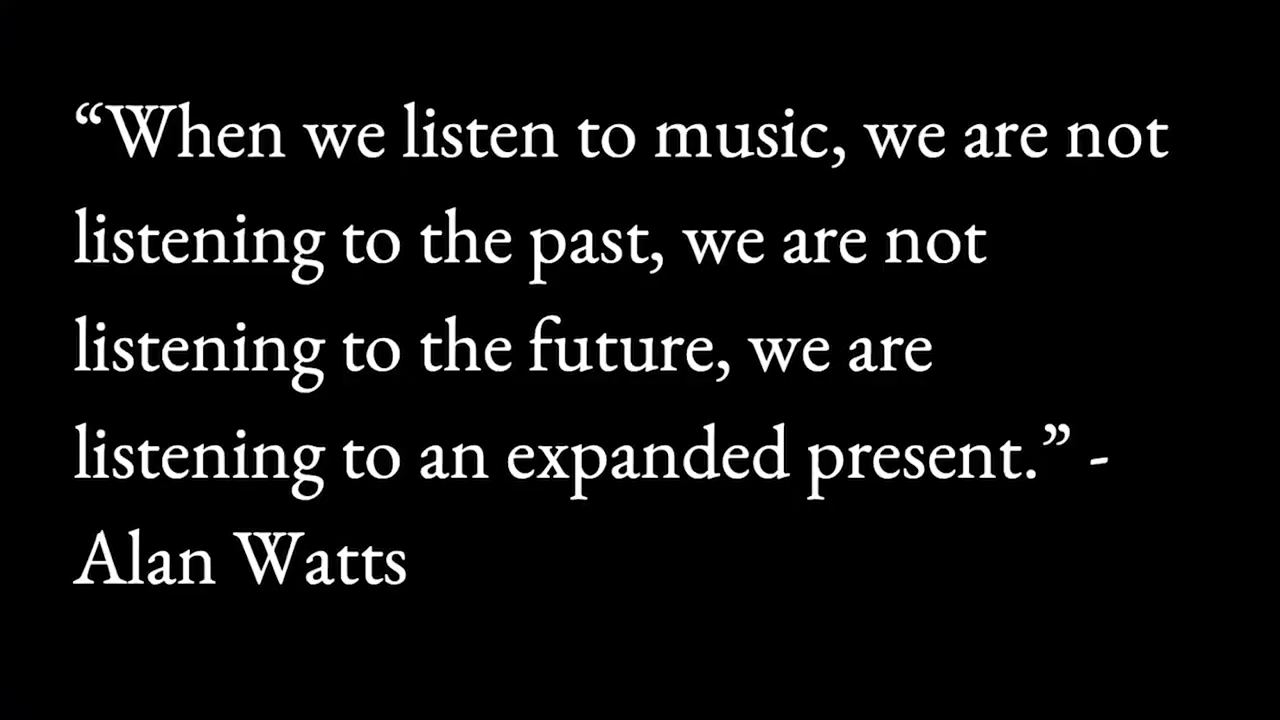 “When we listen to music, we are not
listening to the past, we are not
listening to the future, we are
listening to an expanded present.” -
Alan Watts